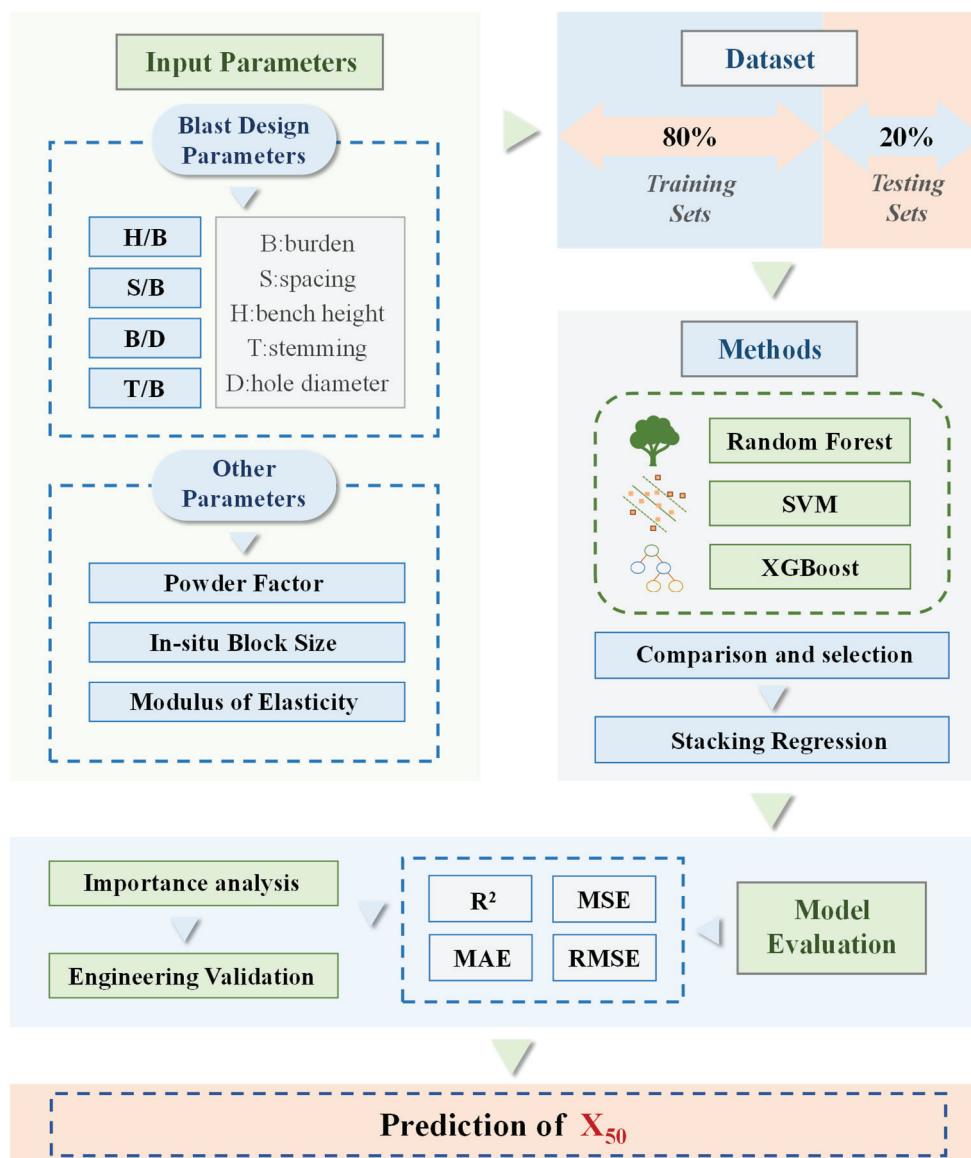 Input Parameters
Blast Design
Parameters
H/B
S/B
B/D
T/B
B:burden
S:spacing
H:bench height
T:stemming
D:hole diameter
Other
Parameters
Powder Factor
In-situ Block Size
Modulus of Elasticity
Dataset
80%
Training
Sets
20%
Testing
Sets
Methods
Random Forest
SVM
XGBoost
Comparison and selection
Stacking Regression
Model
Evaluation
R²
MSE
MAE
RMSE
Importance analysis
Engineering Validation
Prediction of X₅₀